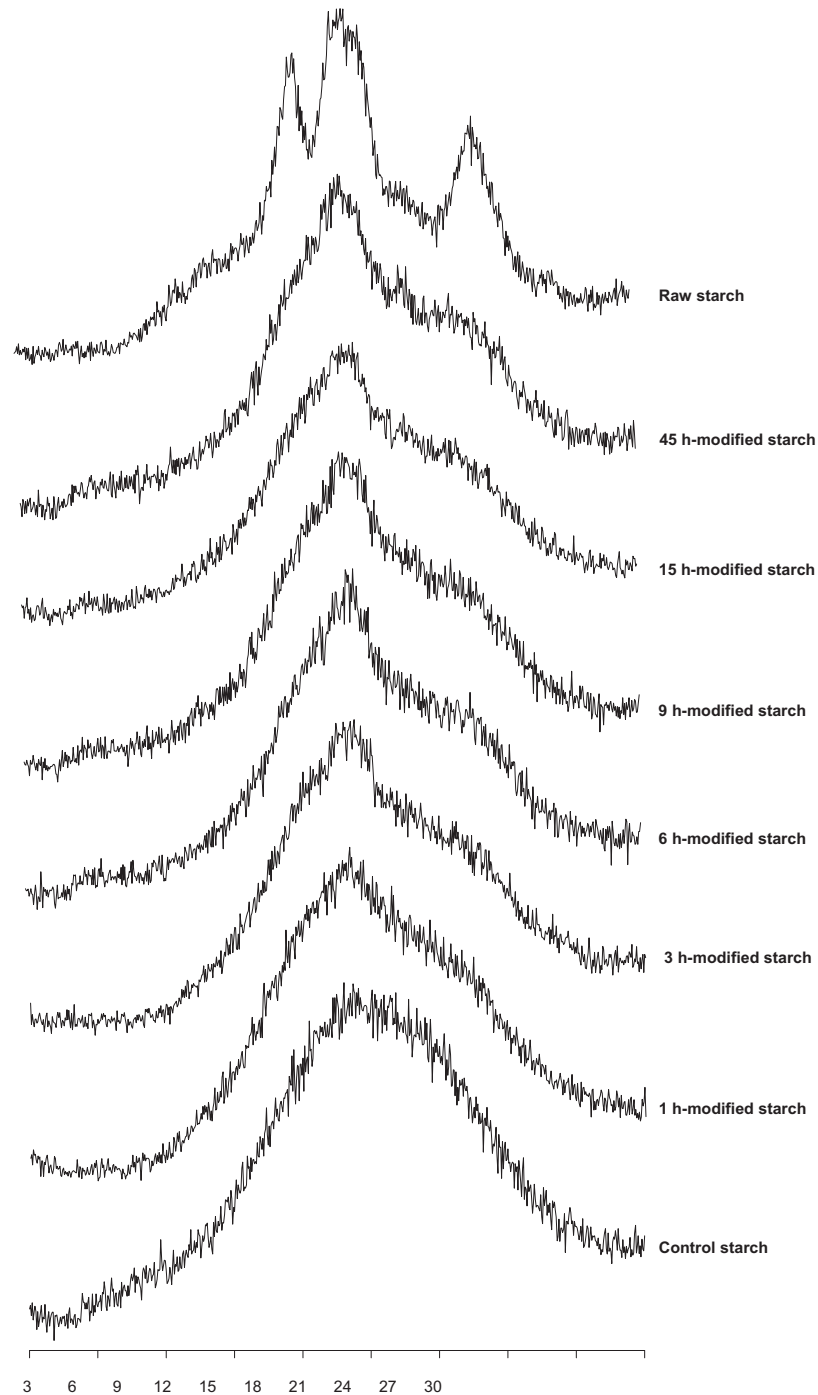 Raw starch
45 h-modified starch
15 h-modified starch
9 h-modified starch
6 h-modified starch
3 h-modified starch
1 h-modified starch
Control starch
3 6 9 12 15 18 21 24 27 30